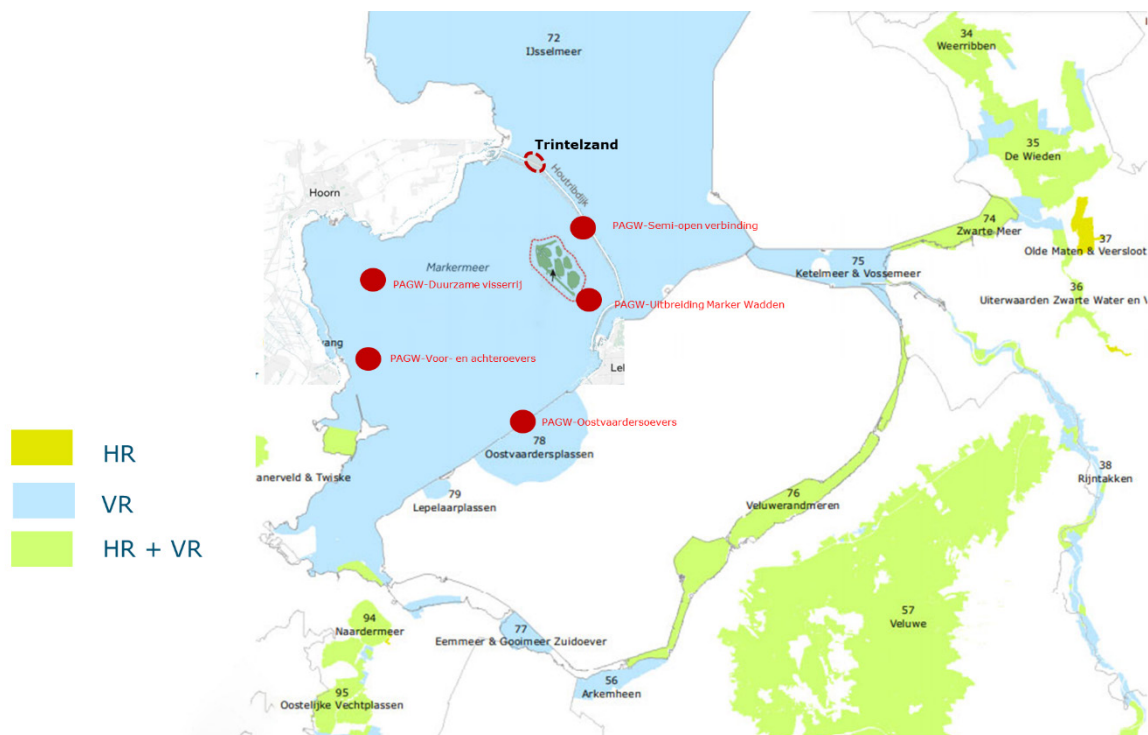 72
IJsselmeer
34
Weerribben
Trintelzand
35
De Wieden
Hoorn
Houtribdijk
74
Zwarte Meer
PAGW-Semi-open verbinding
37
Olde Maten & Veersloot
Markermeer
75
Ketelmeer & Vossemeer
PAGW-Duurzame visserrij
36
Uiterwaarden Zwarte Water en V
PAGW-Uitbreiding Marker Wadden
vang
PAGW-Voor- en achteroevers
Lel
PAGW-Oostvaardersoevers
78
Oostvaardersplassen
HR
38
Rijntakken
anerveld & Twiske
79
Lepelaarplassen
76
Veluwerandmeren
VR
HR + VR
57
Veluwe
94
Naardermeer
77
Eemmeer & Gooimeer Zuidoever
56
Arkemheen
95
Oostelijke Vechtplassen